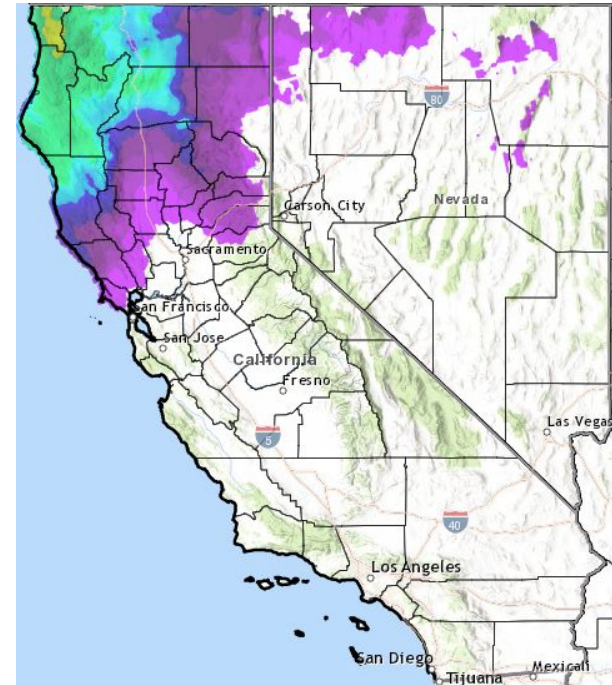 80
Nevada
Carson City
Sacramento
San Francisco
San Jose
California
Fresno
Las Vegas
5
40
Los Angeles
San Diego
Mexicali
Tijuana